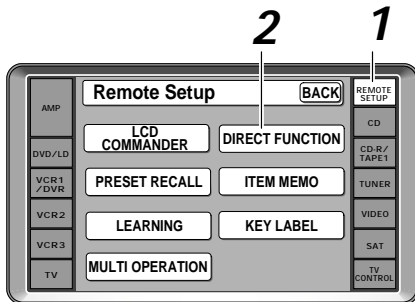 2 1
Remote Setup BACK
AMP
DVD/LD
VCR1
/DVR
VCR2
VCR3
TV
LCD
COMMANDER
DIRECT FUNCTION
PRESET RECALL
ITEM MEMO
LEARNING
KEY LABEL
MULTI OPERATION
REMOTE
SETUP
CD
CD-R/
TAPE1
TUNER
VIDEO
SAT
TV
CONTROL